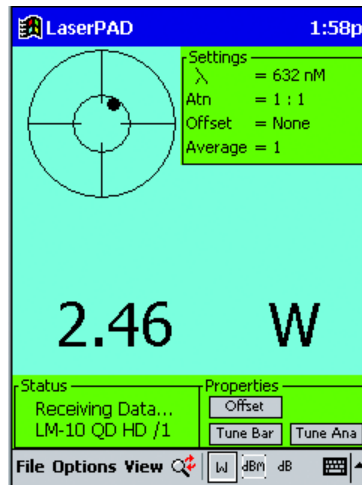 LaserPAD 1:58p
Settings
λ = 632 nM
Atn = 1 : 1
Offset = None
Average = 1
2.46 W
Status
Receiving Data...
LM-10 QD HD /1
Properties
Offset
Tune Bar Tune Ana
File Options View W dBm dB